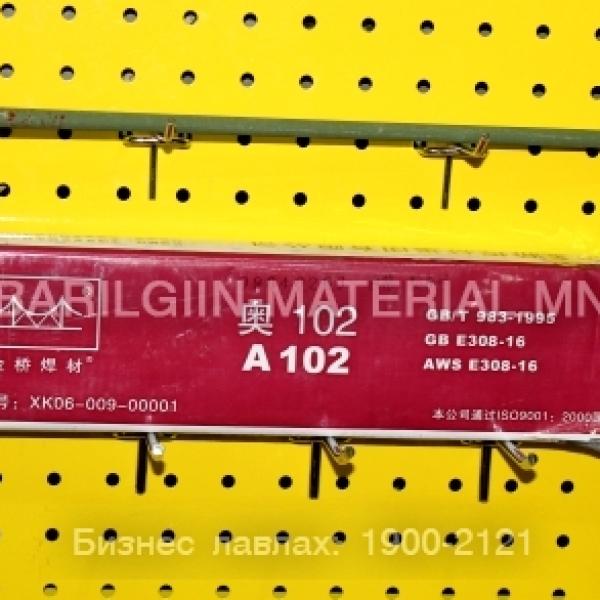 BARILGIIN-MATERIAL MN
奥 102
A 102
GB/T 983-1995
GB E308-16
AWS E308-16
金桥焊材®
号: XK06-009-00001
本公司通过ISO9001: 2000
Бизнес лавлах: 1900-2121